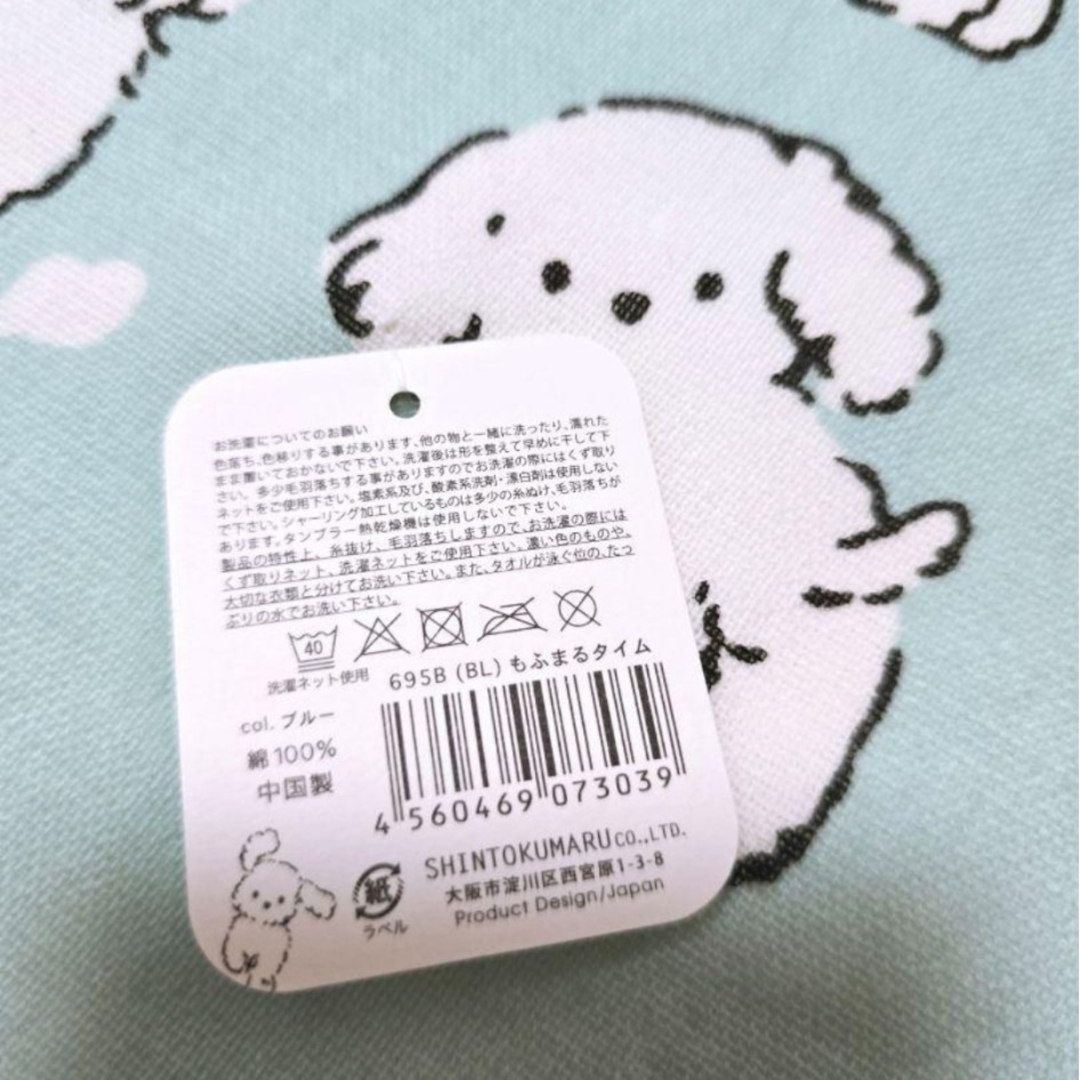 お洗濯についてのお願い
色落ち、色移りする事があります、他の物と一緒に洗ったり、濡れた
まま置いておかないで下さい。洗濯後は形を整えて早めに干して下
さい。多少毛羽落ちする事がありますのでお洗濯の際にはくず取り
ネットをご使用下さい。塩素系及び、酸素系洗剤・漂白剤は使用しない
で下さい。シャーリング加工しているものは多少の糸ぬけ、毛羽落ちが
あります。タンブラー熱乾燥機は使用しないで下さい。
製品の特性上、糸抜け、毛羽落ちしますので、お洗濯の際には
くず取りネット、洗濯ネットをご使用下さい。濃い色のものや、
大切な衣類と分けてお洗い下さい。また、タオルが泳ぐ位の、たっ
ぷりの水でお洗い下さい。
40
洗濯ネット使用
695B (BL) もふまるタイム
col. ブルー
綿100%
中国製
4 560469 073039
紙
ラベル
SHINTOKUMARU CO., LTD.
大阪市淀川区西宮原1-3-8
Product Design/Japan